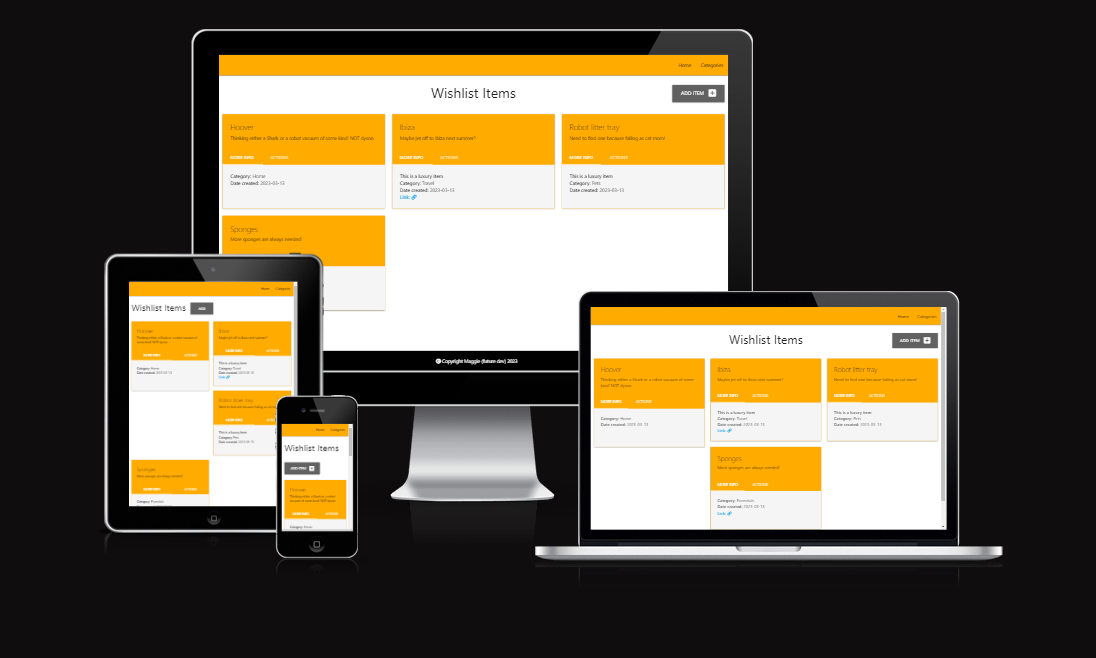 Home Categories
Wishlist Items
ADD ITEM
Hoover
Thinking either a Shark or a robot vacuum of some kind! NOT dyson.
MORE INFO ACTIONS
Category: Home
Date created: 2023-03-13
Ibiza
Maybe jet off to Ibiza next summer?
MORE INFO ACTIONS
This is a luxury item
Category: Travel
Date created: 2023-03-13
Link:
Robot litter tray
Need to find one because failing as cat mom!
MORE INFO ACTIONS
This is a luxury item
Category: Pets
Date created: 2023-03-13
Sponges
More sponges are always needed!
Copyright Maggie (future dev) 2023
Home Categories
Wishlist Items
ADD
Hoover
Thinking either a Shark or a robot vacuum of
some kind! NOT dyson.
MORE INFO ACTIONS
Category: Home
Date created: 2023-03-13
Ibiza
Maybe jet off to Ibiza next summer?
MORE INFO ACTIONS
This is a luxury item
Category: Travel
Date created: 2023-03-13
Link:
Robot litter tray
Need to find one because failing as cat mom!
MORE INFO ACTIONS
This is a luxury item
Category: Pets
Date created: 2023-03-13
Sponges
More sponges are always needed!
MORE INFO ACTIONS
Category: Essentials
Date created: 2023-03-13
Home Categories
Wishlist Items
ADD ITEM
Hoover
Thinking either a Shark or a robot
vacuum of some kind! NOT dyson.
MORE INFO ACTIONS
Category: Home
Home Categories
Wishlist Items
ADD ITEM
Hoover
Thinking either a Shark or a robot vacuum of some
kind! NOT dyson.
MORE INFO ACTIONS
Category: Home
Date created: 2023-03-13
Ibiza
Maybe jet off to Ibiza next summer?
MORE INFO ACTIONS
This is a luxury item
Category: Travel
Date created: 2023-03-13
Link:
Robot litter tray
Need to find one because failing as cat mom!
MORE INFO ACTIONS
This is a luxury item
Category: Pets
Date created: 2023-03-13
Sponges
More sponges are always needed!
MORE INFO ACTIONS
Category: Essentials
Date created: 2023-03-13
Link: